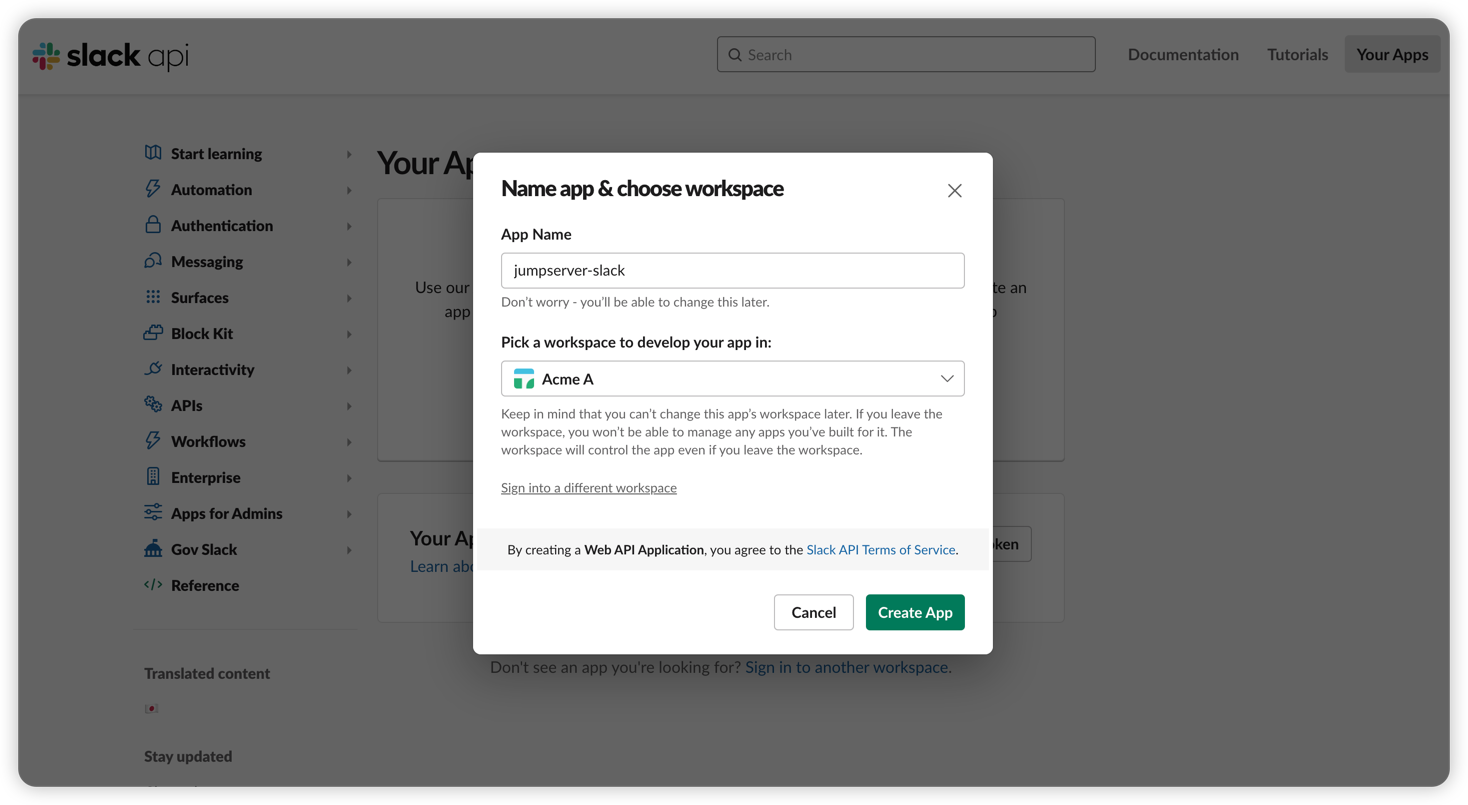 slack api
Search
Documentation
Tutorials
Your Apps
Start learning
Automation
Authentication
Messaging
Surfaces
Block Kit
Interactivity
APIs
Workflows
Enterprise
Apps for Admins
Gov Slack
Reference
Translated content
Stay updated
Your Ap
Use our
app
te an
Your Ap
Learn abo
ken
Name app & choose workspace
App Name
jumpserver-slack
Don't worry - you'll be able to change this later.
Pick a workspace to develop your app in:
Acme A
Keep in mind that you can't change this app's workspace later. If you leave the
workspace, you won't be able to manage any apps you've built for it. The
workspace will control the app even if you leave the workspace.
Sign into a different workspace
By creating a Web API Application, you agree to the Slack API Terms of Service.
Cancel
Create App
Don't see an app you're looking for? Sign in to another workspace.